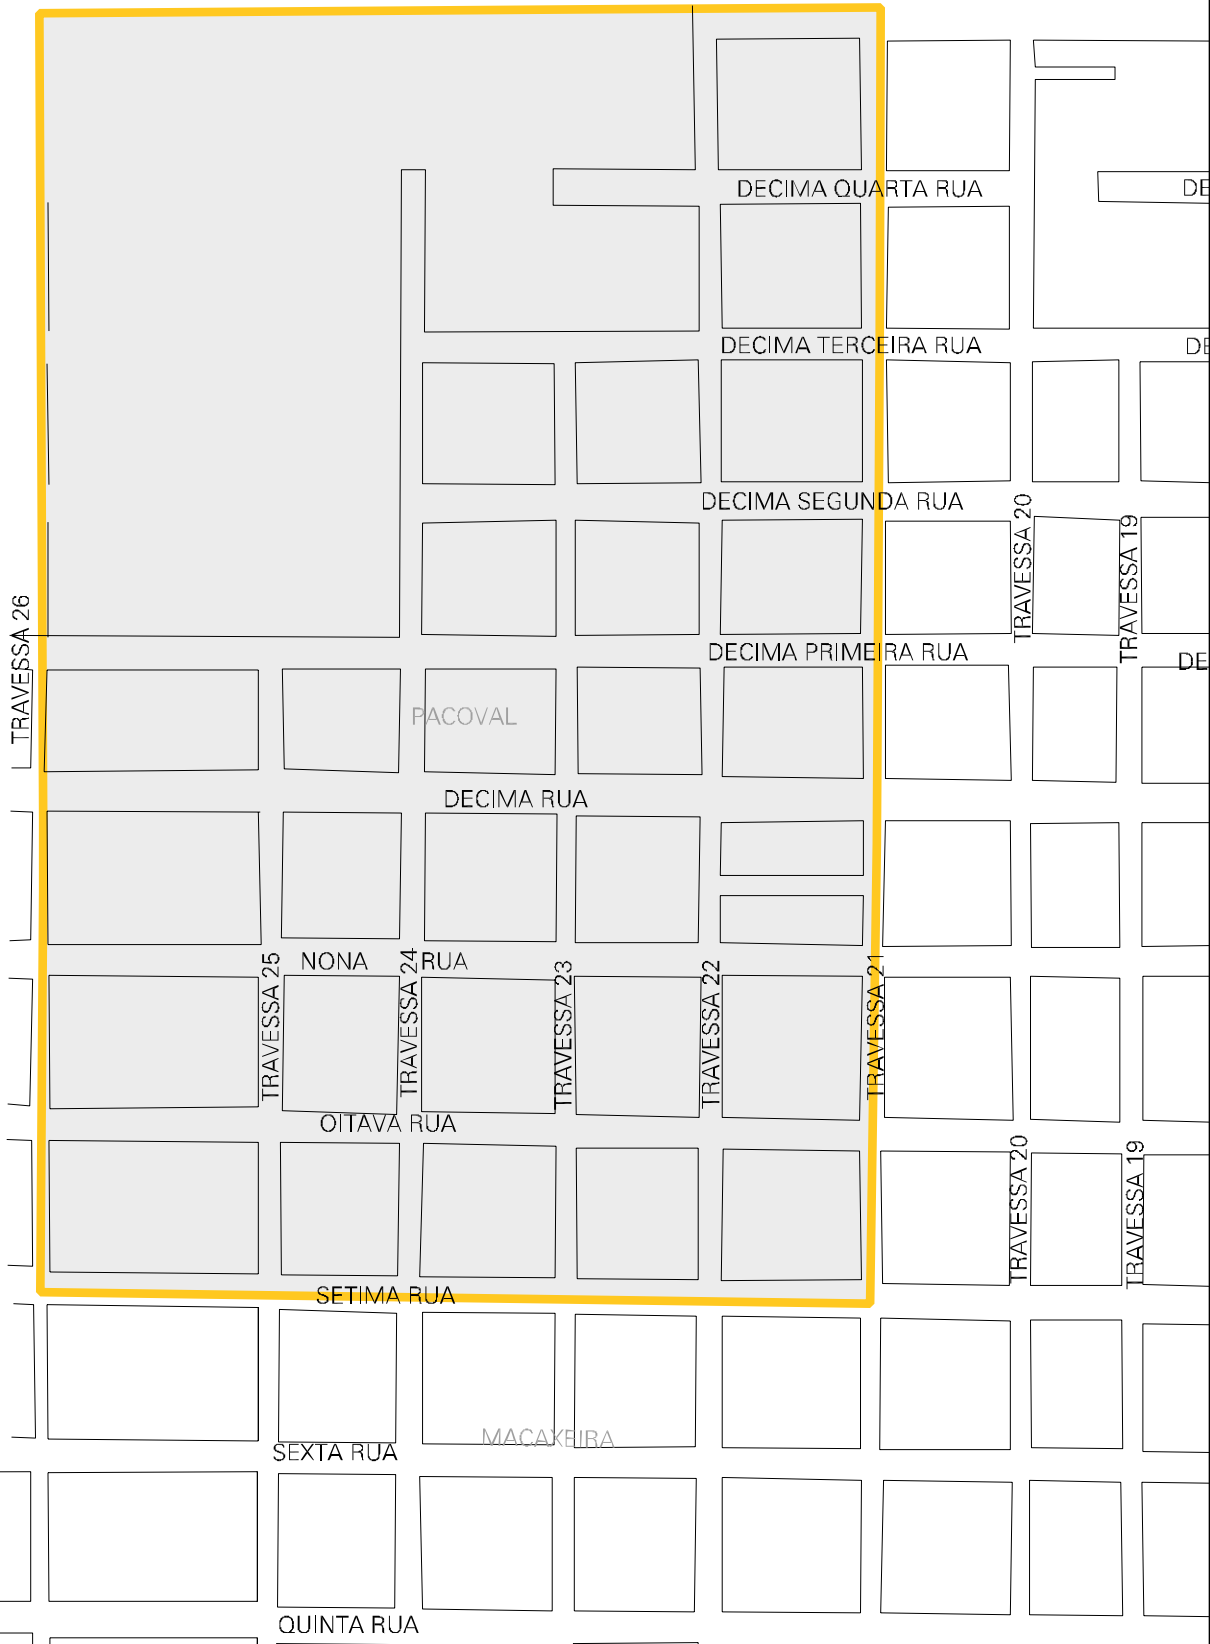 DECIMA QUARTA RUA
DE
DECIMA TERCEIRA RUA
DE
DECIMA SEGUNDA RUA
TRAVESSA 20
TRAVESSA 19
TRAVESSA 26
DECIMA PRIMEIRA RUA
DE
PACOVAL
DECIMA RUA
NONA RUA
TRAVESSA 25
TRAVESSA 24
TRAVESSA 23
TRAVESSA 22
TRAVESSA 21
OITAVA RUA
TRAVESSA 20
TRAVESSA 19
SETIMA RUA
MACAXEIRA
SEXTA RUA
QUINTA RUA